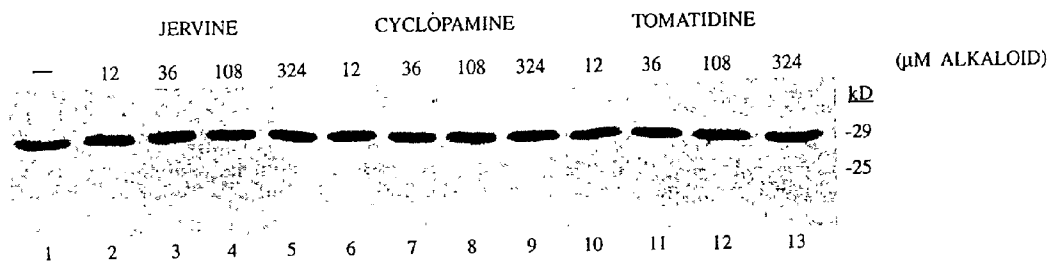 JERVINE CYCLOPAMINE TOMATIDINE
— 12 36 108 324 12 36 108 324 12 36 108 324 (µM ALKALOID)
kD
-29
-25
1 2 3 4 5 6 7 8 9 10 11 12 13